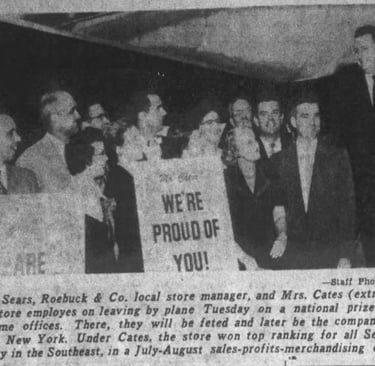 Mr Cates
WE'RE
PROUD OF
YOU!
ARE
—Staff Pho
Sears, Roebuck & Co. local store manager, and Mrs. Cates (extr
tore employes on leaving by plane Tuesday on a national prize
me offices. There, they will be feted and later be the compan
New York. Under Cates, the store won top ranking for all Se
y in the Southeast, in a July-August sales-profits-merchandising c